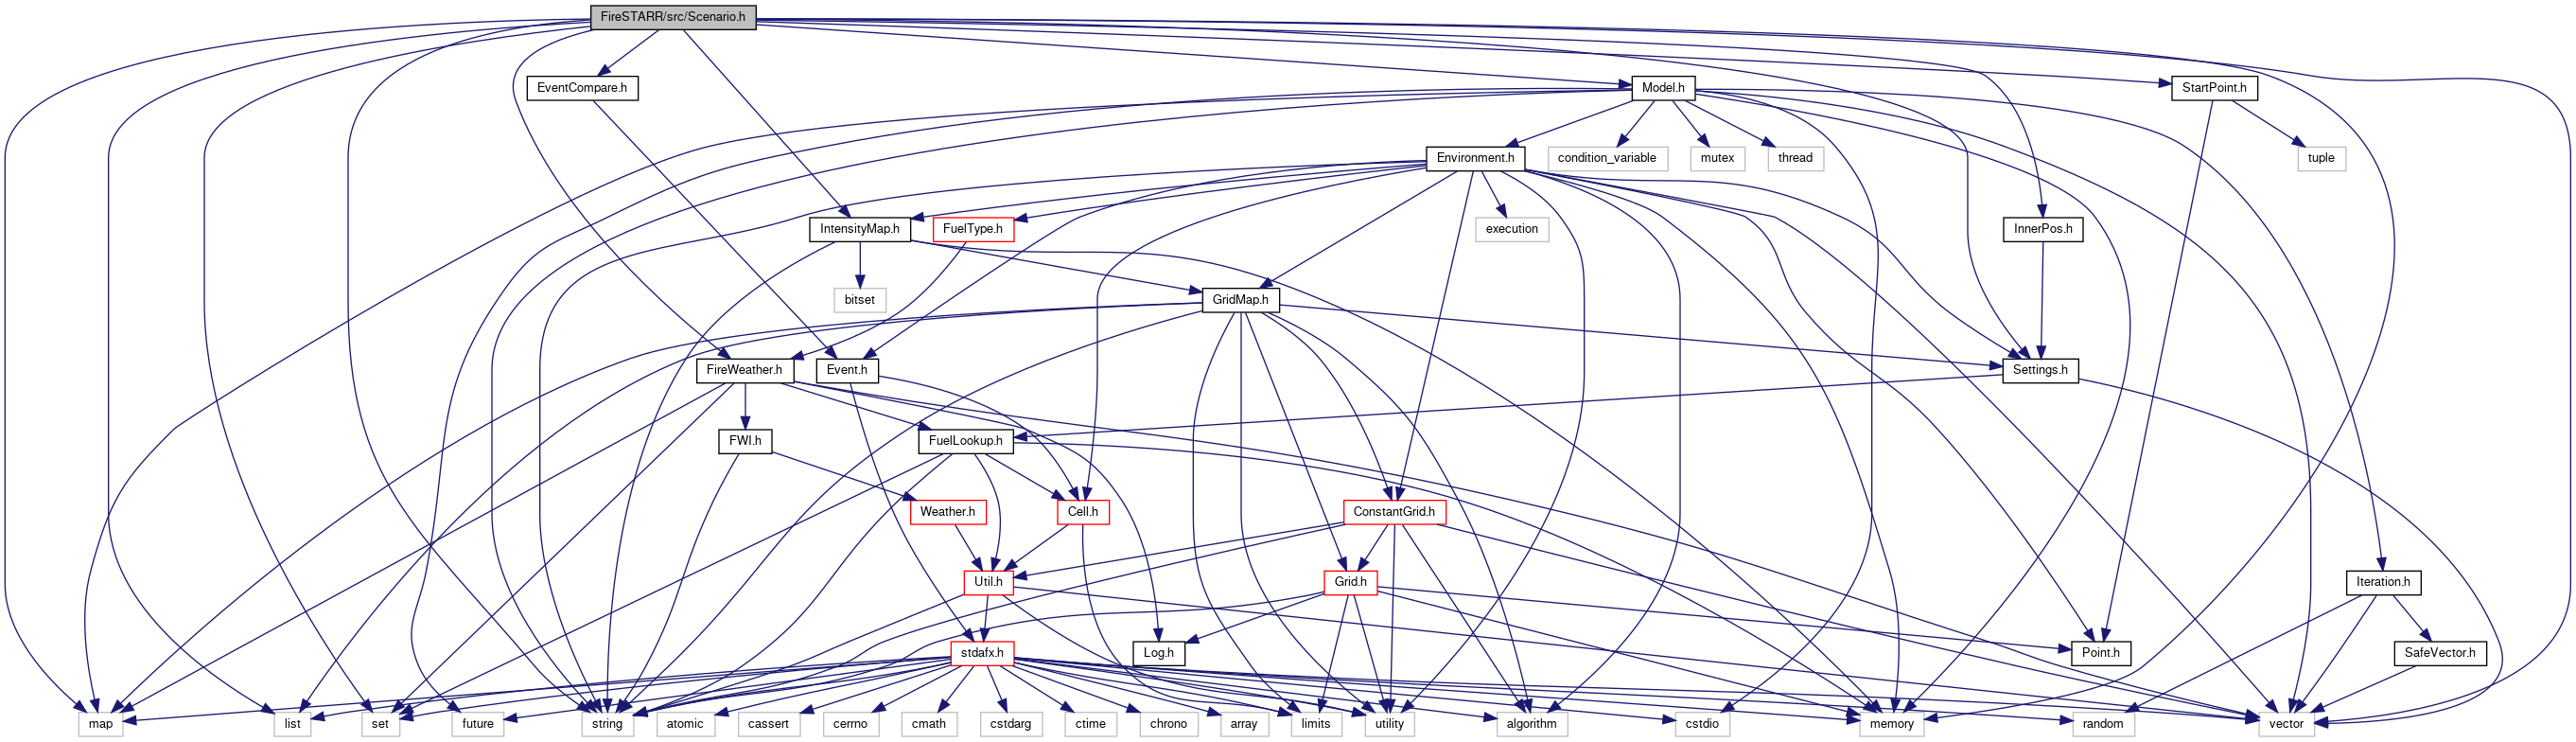 FireSTARR/src/Scenario.h
EventCompare.h
Model.h
StartPoint.h
Environment.h
condition_variable
mutex
thread
tuple
IntensityMap.h
FuelType.h
execution
InnerPos.h
bitset
GridMap.h
FireWeather.h
Event.h
Settings.h
FWI.h
FuelLookup.h
Weather.h
Cell.h
ConstantGrid.h
Util.h
Grid.h
Iteration.h
stdafx.h
Log.h
Point.h
SafeVector.h
map
list
set
future
string
atomic
cassert
cerrno
cmath
cstdarg
ctime
chrono
array
limits
utility
algorithm
cstdio
memory
random
vector